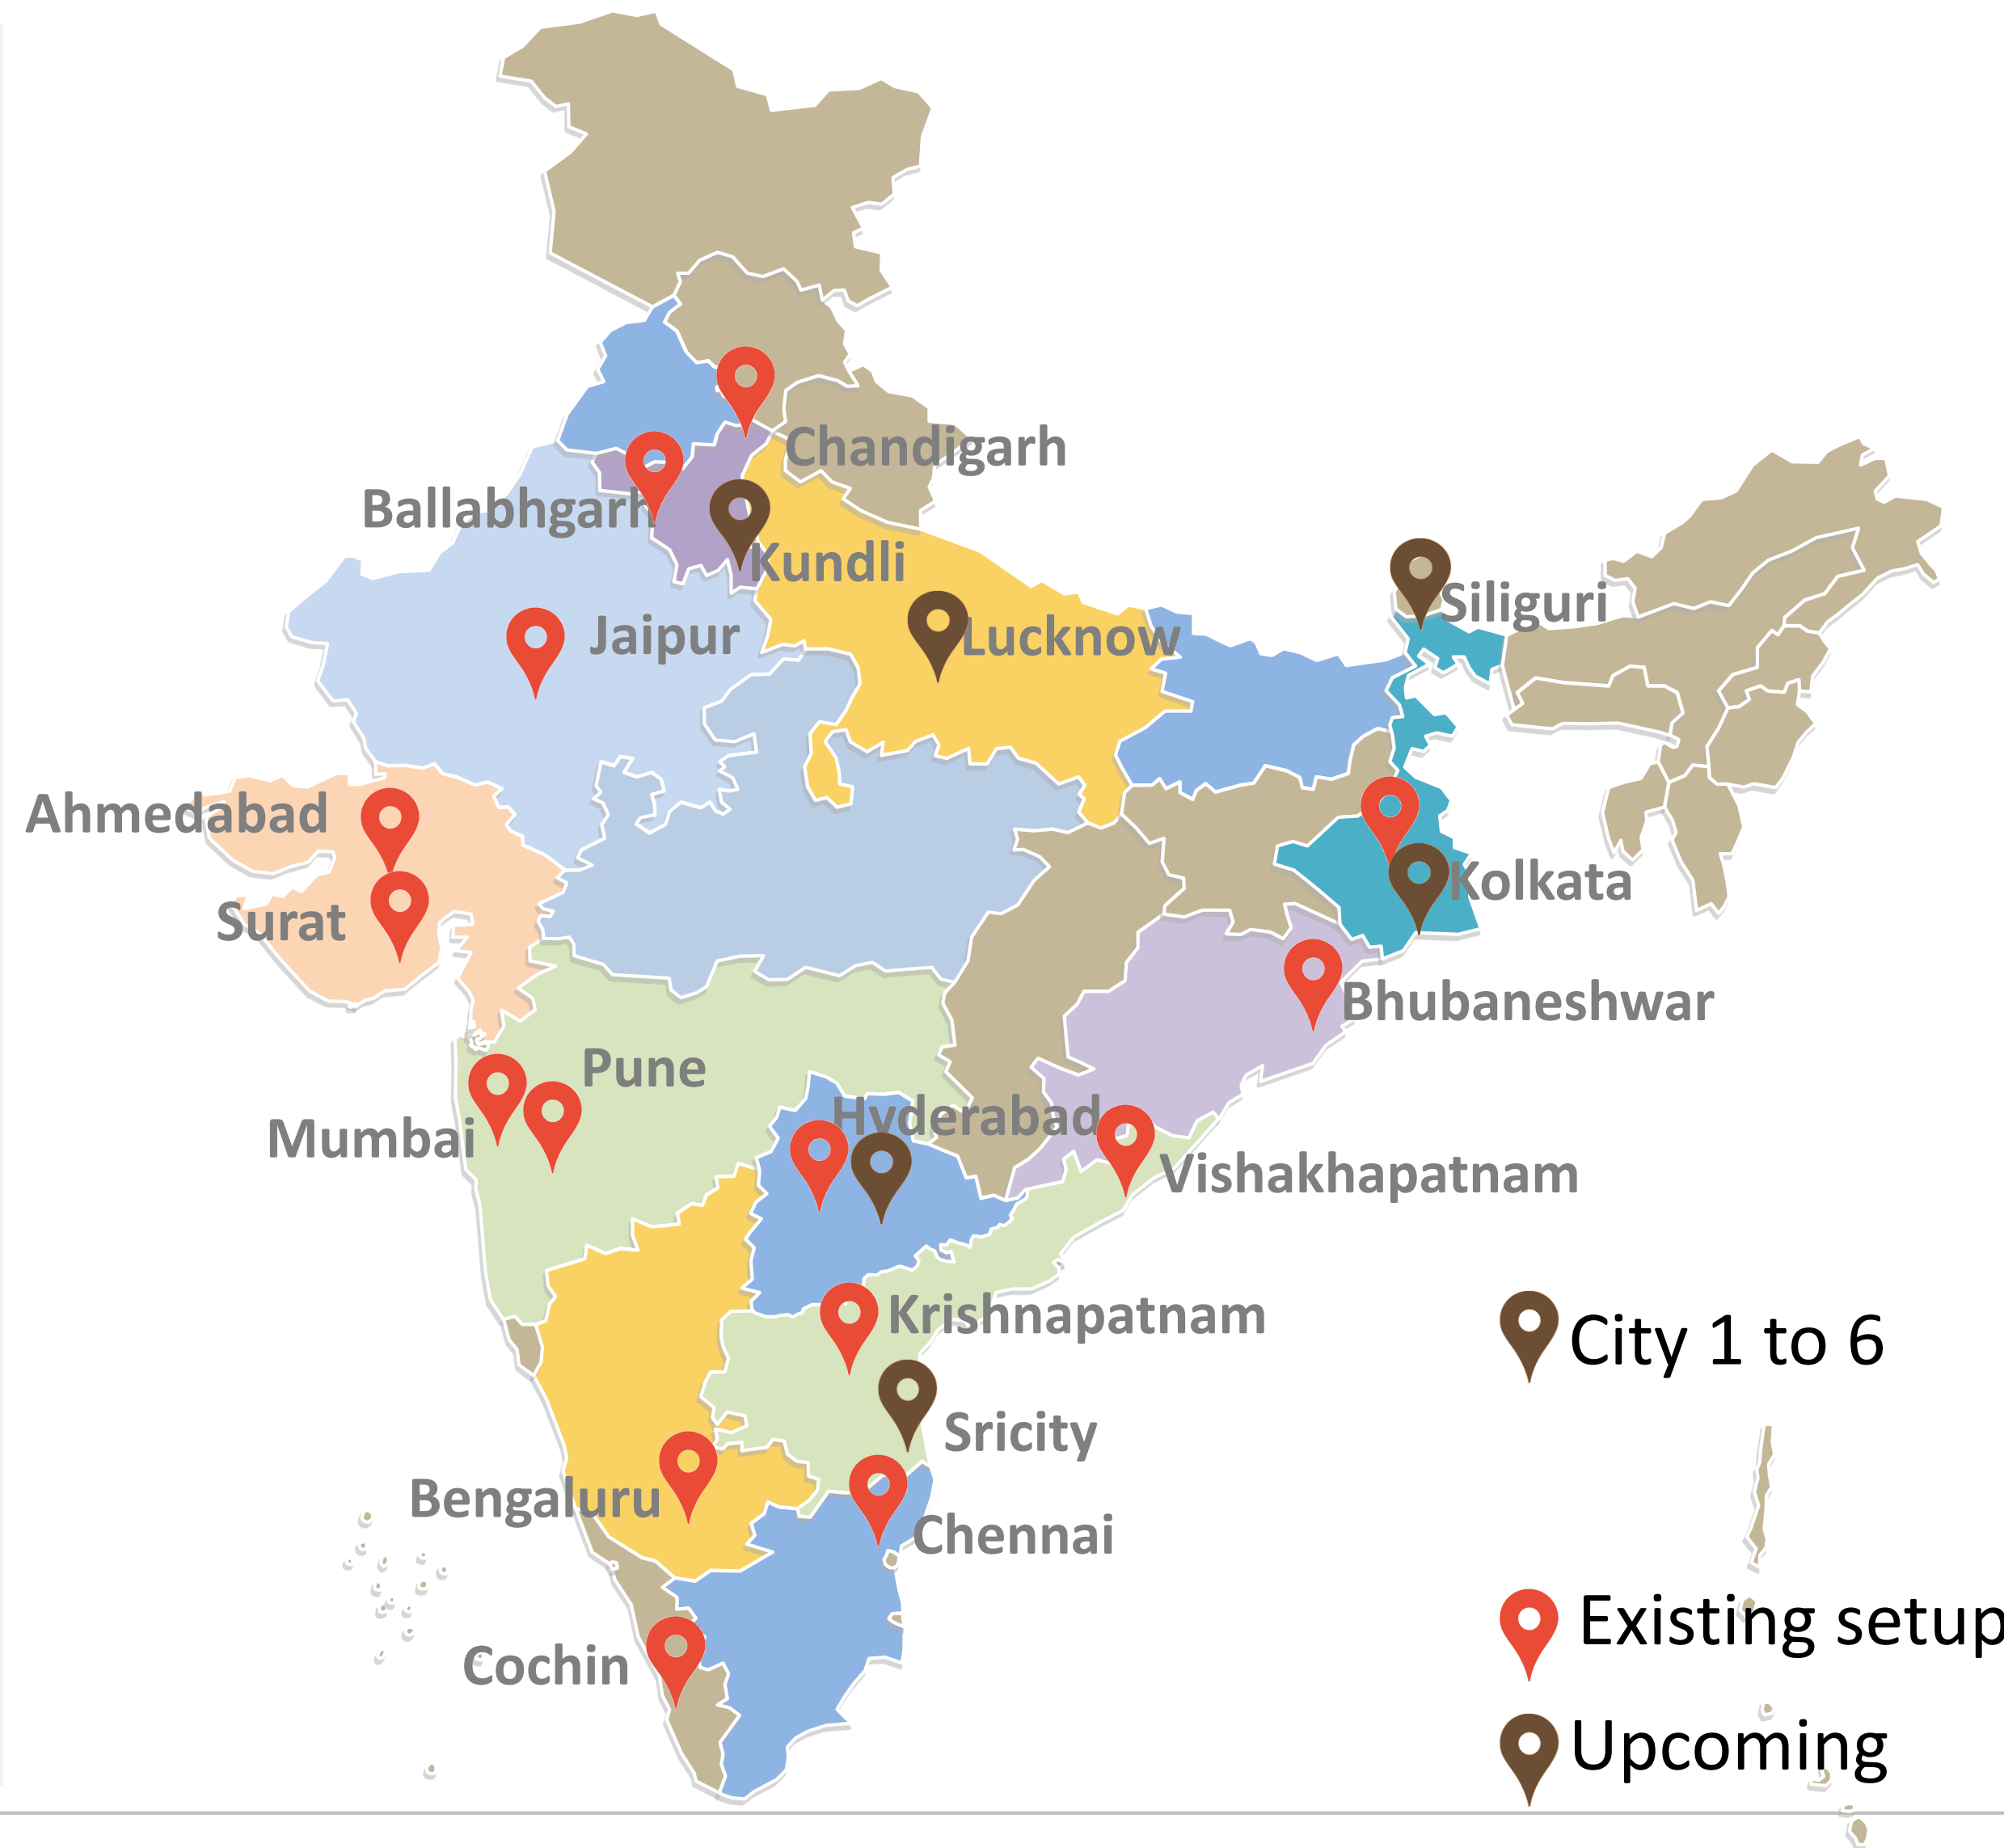 Chandigarh
Ballabhgarh
Kundli
Siliguri
Jaipur
Lucknow
Ahmedabad
Kolkata
Surat
Bhubaneshwar
Pune
Hyderabad
Mumbai
Vishakhapatnam
Krishnapatnam
City 1 to 6
Sricity
Bengaluru
Chennai
Existing setup
Cochin
Upcoming